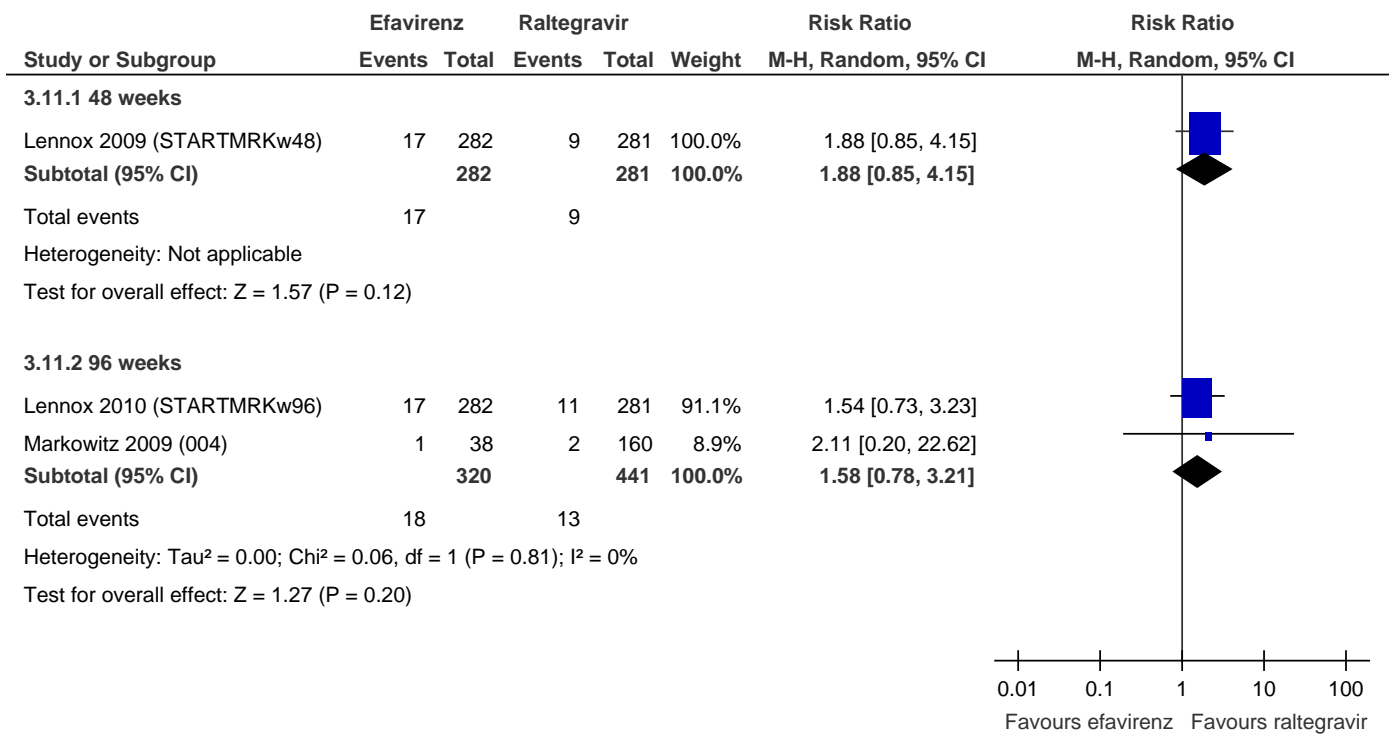 Efavirenz Raltegravir Risk Ratio Risk Ratio
Study or Subgroup Events Total Events Total Weight M-H, Random, 95% CI M-H, Random, 95% CI
3.11.1 48 weeks
Lennox 2009 (STARTMRKw48) 17 282 9 281 100.0% 1.88 [0.85, 4.15]
Subtotal (95% CI) 282 281 100.0% 1.88 [0.85, 4.15]
Total events 17 9
Heterogeneity: Not applicable
Test for overall effect: Z = 1.57 (P = 0.12)
3.11.2 96 weeks
Lennox 2010 (STARTMRKw96) 17 282 11 281 91.1% 1.54 [0.73, 3.23]
Markowitz 2009 (004) 1 38 2 160 8.9% 2.11 [0.20, 22.62]
Subtotal (95% CI) 320 441 100.0% 1.58 [0.78, 3.21]
Total events 18 13
Heterogeneity: Tau² = 0.00; Chi² = 0.06, df = 1 (P = 0.81); I² = 0%
Test for overall effect: Z = 1.27 (P = 0.20)
0.01 0.1 1 10 100
Favours efavirenz Favours raltegravir